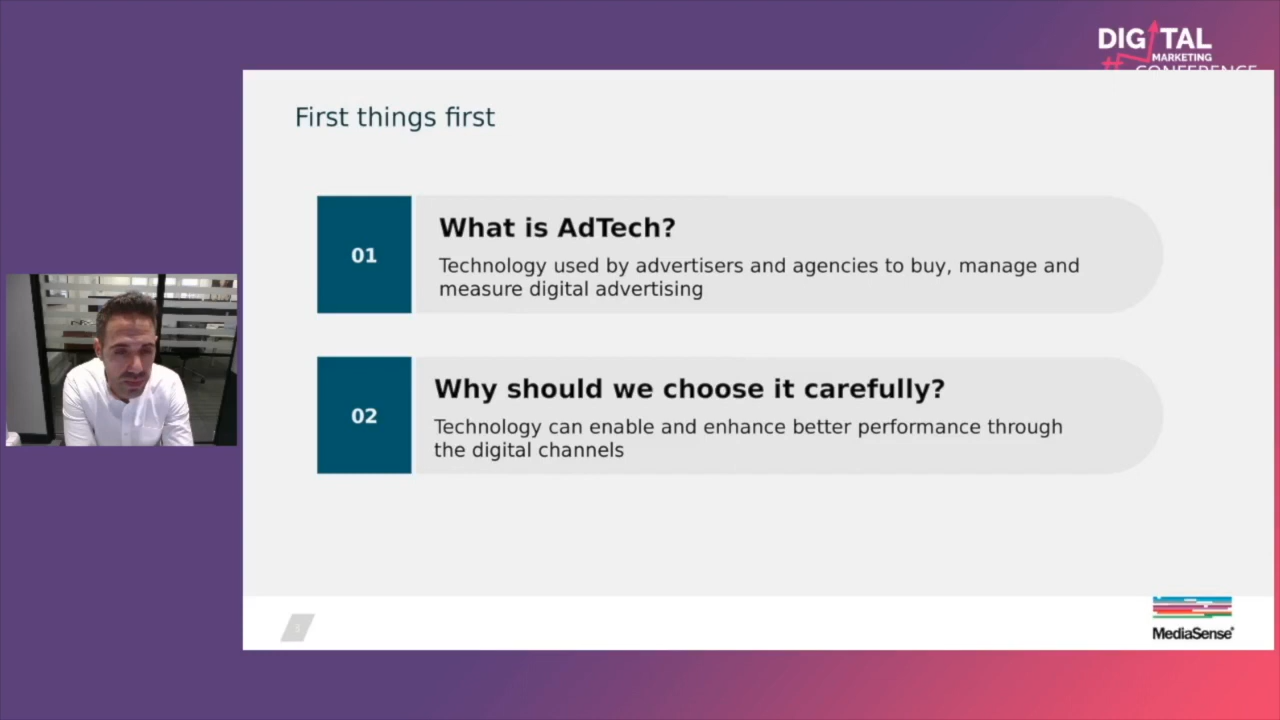 DIGITAL
MARKETING
#CONFERENCE
First things first
01
What is AdTech?
Technology used by advertisers and agencies to buy, manage and
measure digital advertising
02
Why should we choose it carefully?
Technology can enable and enhance better performance through
the digital channels
MediaSense